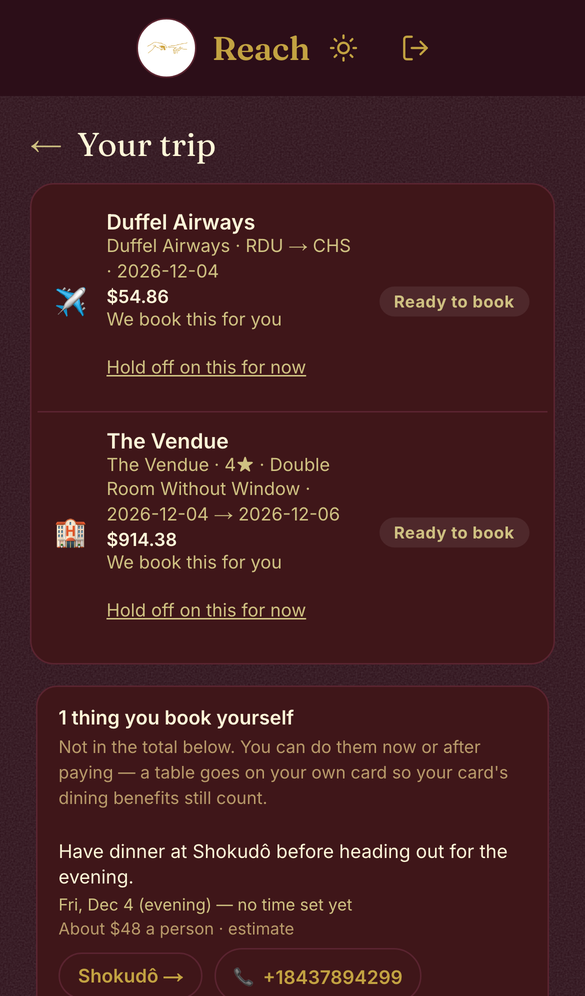 Reach
← Your trip
Duffel Airways
Duffel Airways · RDU → CHS
· 2026-12-04
$54.86
We book this for you
Ready to book
Hold off on this for now
The Vendue
The Vendue · 4★ · Double
Room Without Window ·
2026-12-04 → 2026-12-06
$914.38
We book this for you
Ready to book
Hold off on this for now
1 thing you book yourself
Not in the total below. You can do them now or after
paying — a table goes on your own card so your card's
dining benefits still count.
Have dinner at Shokudô before heading out for the
evening.
Fri, Dec 4 (evening) — no time set yet
About $48 a person · estimate
Shokudô → 📞 +18437894299